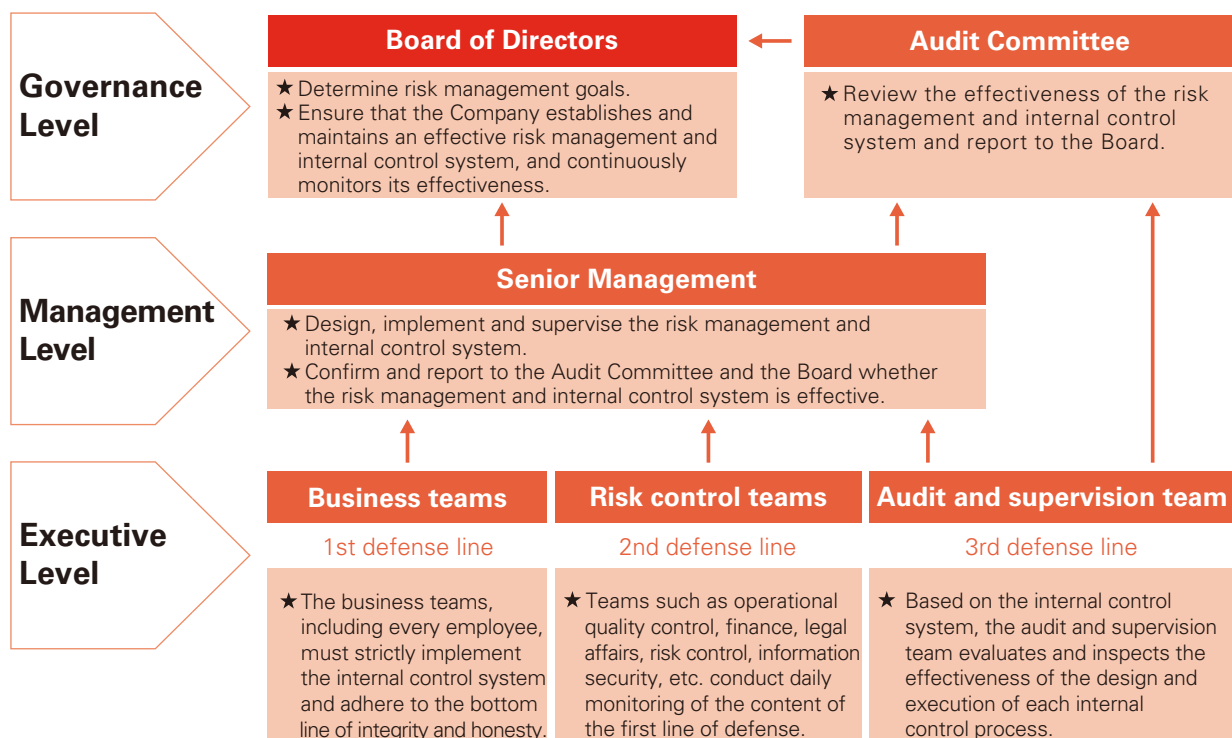 Governance
Level
Board of Directors
★ Determine risk management goals.
★ Ensure that the Company establishes and
maintains an effective risk management and
internal control system, and continuously
monitors its effectiveness.
Audit Committee
★ Review the effectiveness of the risk
management and internal control
system and report to the Board.
Management
Level
Senior Management
★ Design, implement and supervise the risk management and
internal control system.
★ Confirm and report to the Audit Committee and the Board whether
the risk management and internal control system is effective.
Executive
Level
Business teams
1st defense line
★ The business teams,
including every employee,
must strictly implement
the internal control system
and adhere to the bottom
line of integrity and honesty.
Risk control teams
2nd defense line
★ Teams such as operational
quality control, finance, legal
affairs, risk control, information
security, etc. conduct daily
monitoring of the content of
the first line of defense.
Audit and supervision team
3rd defense line
★ Based on the internal control
system, the audit and supervision
team evaluates and inspects the
effectiveness of the design and
execution of each internal
control process.